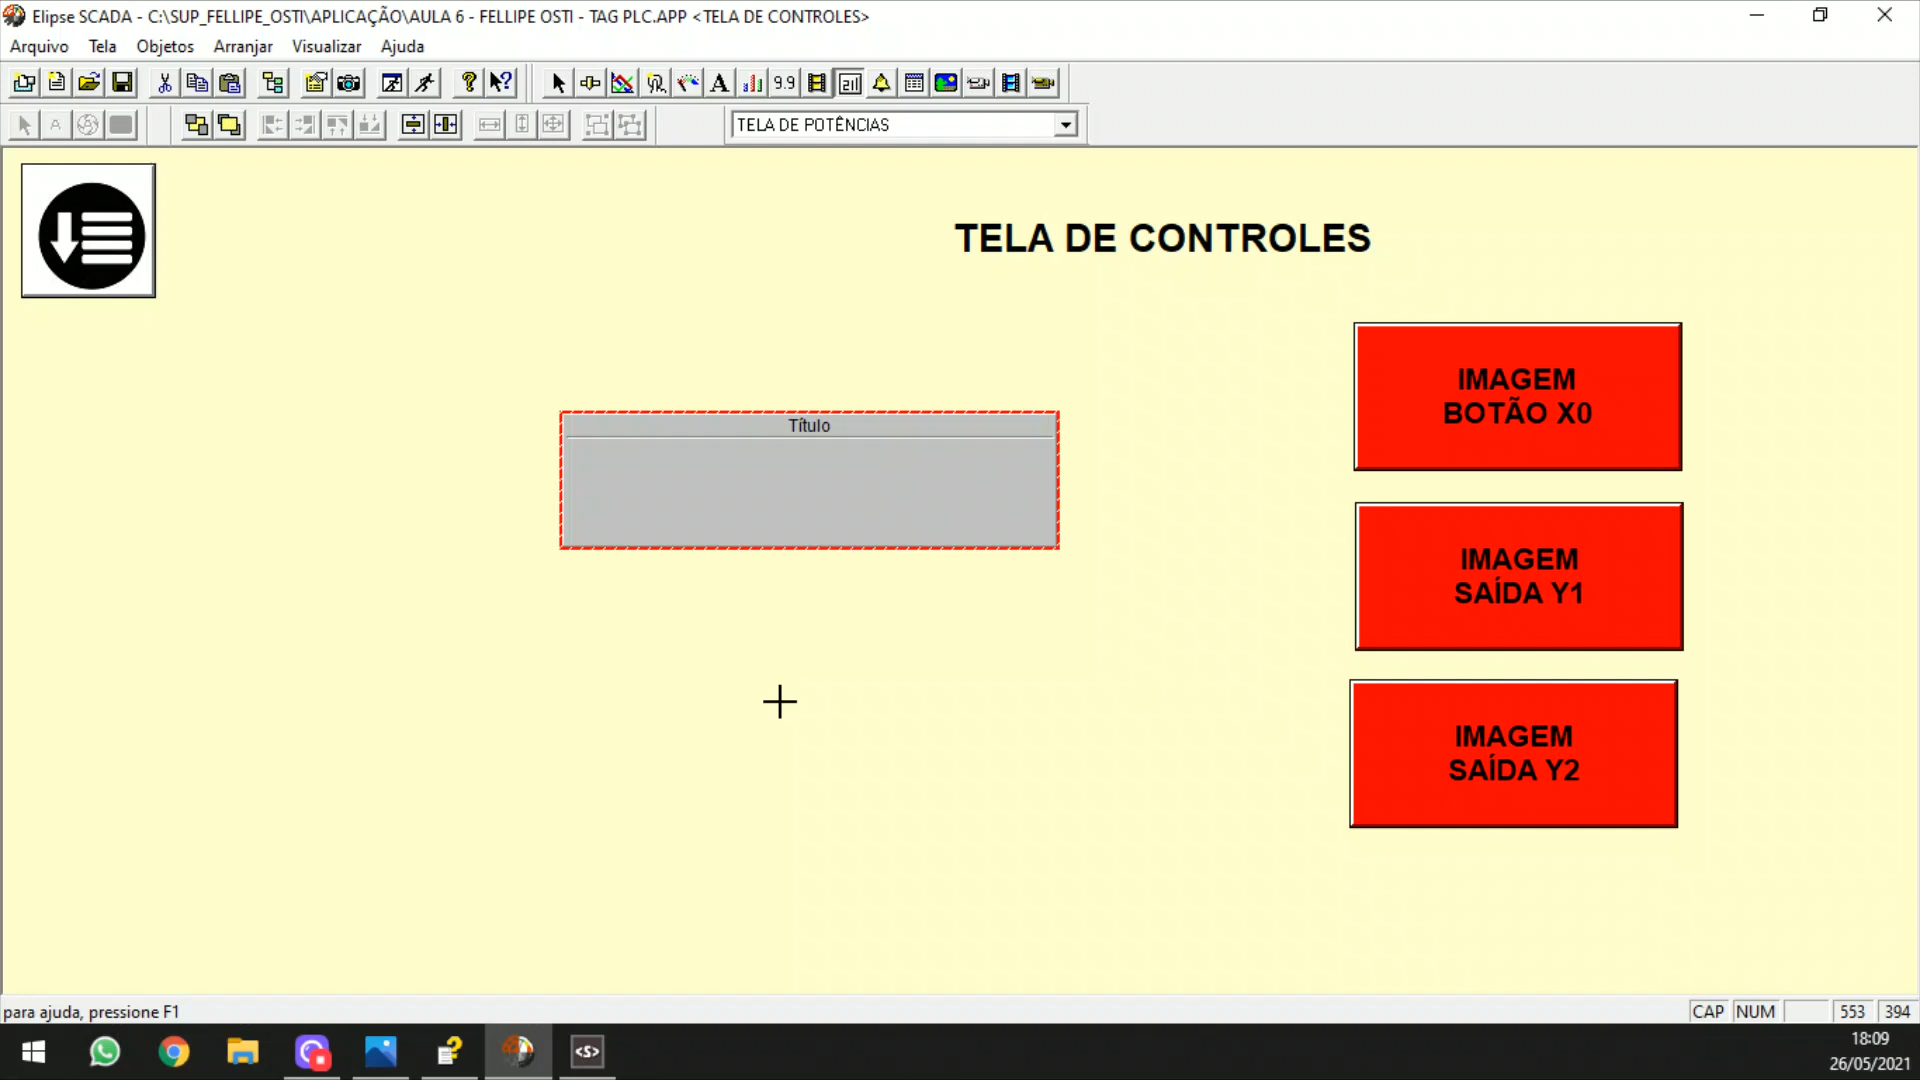 Elipse SCADA - C:\SUP_FELLIPE_OSTI\APLICAÇÃO\AULA 6 - FELLIPE OSTI - TAG PLC.APP <TELA DE CONTROLES>
Arquivo Tela Objetos Arranjar Visualizar Ajuda
A 9.9
A TELA DE POTÊNCIAS
TELA DE CONTROLES
IMAGEM
BOTÃO X0
Título
IMAGEM
SAÍDA Y1
IMAGEM
SAÍDA Y2
para ajuda, pressione F1
CAP NUM 553 394
18:09
26/05/2021